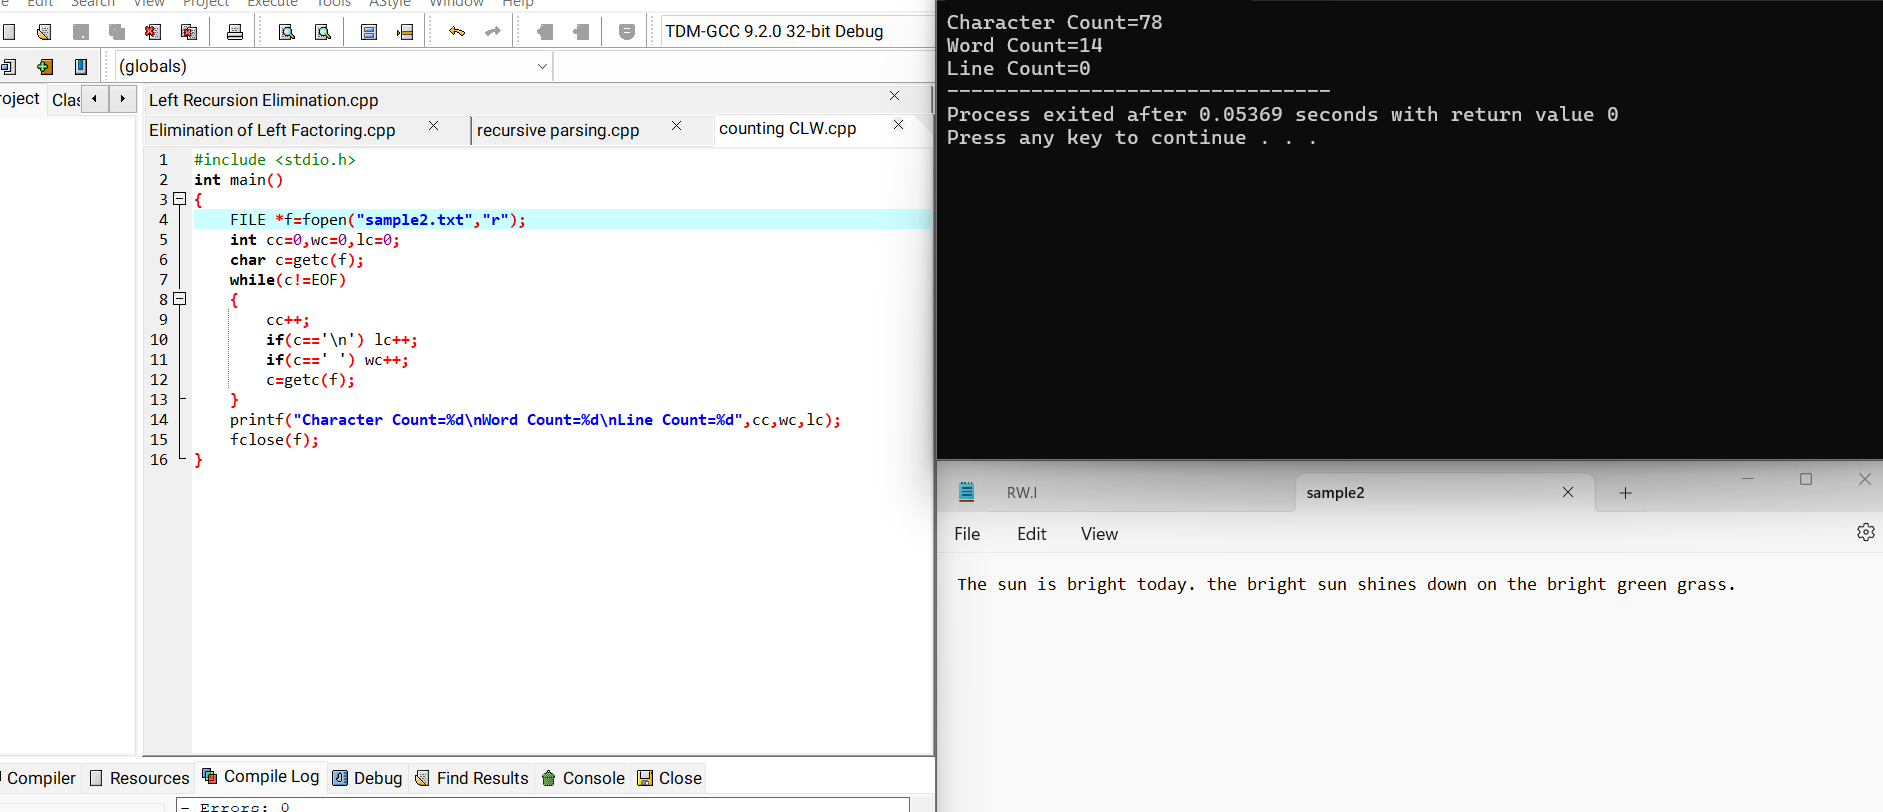 Edit Search View Project Execute Tools AStyle Window Help
TDM-GCC 9.2.0 32-bit Debug
(globals)
roject Clas
Left Recursion Elimination.cpp
Elimination of Left Factoring.cpp recursive parsing.cpp counting CLW.cpp
1 #include <stdio.h>
2 int main()
3 {
4 FILE *f=fopen("sample2.txt","r");
5 int cc=0,wc=0,lc=0;
6 char c=getc(f);
7 while(c!=EOF)
8 {
9 cc++;
10 if(c=='\n') lc++;
11 if(c==' ') wc++;
12 c=getc(f);
13 }
14 printf("Character Count=%d\nWord Count=%d\nLine Count=%d",cc,wc,lc);
15 fclose(f);
16 }
Compiler Resources Compile Log Debug Find Results Console Close
- Errors: 0
Character Count=78
Word Count=14
Line Count=0
--------------------------------
Process exited after 0.05369 seconds with return value 0
Press any key to continue . . .
RW.l sample2
File Edit View
The sun is bright today. the bright sun shines down on the bright green grass.